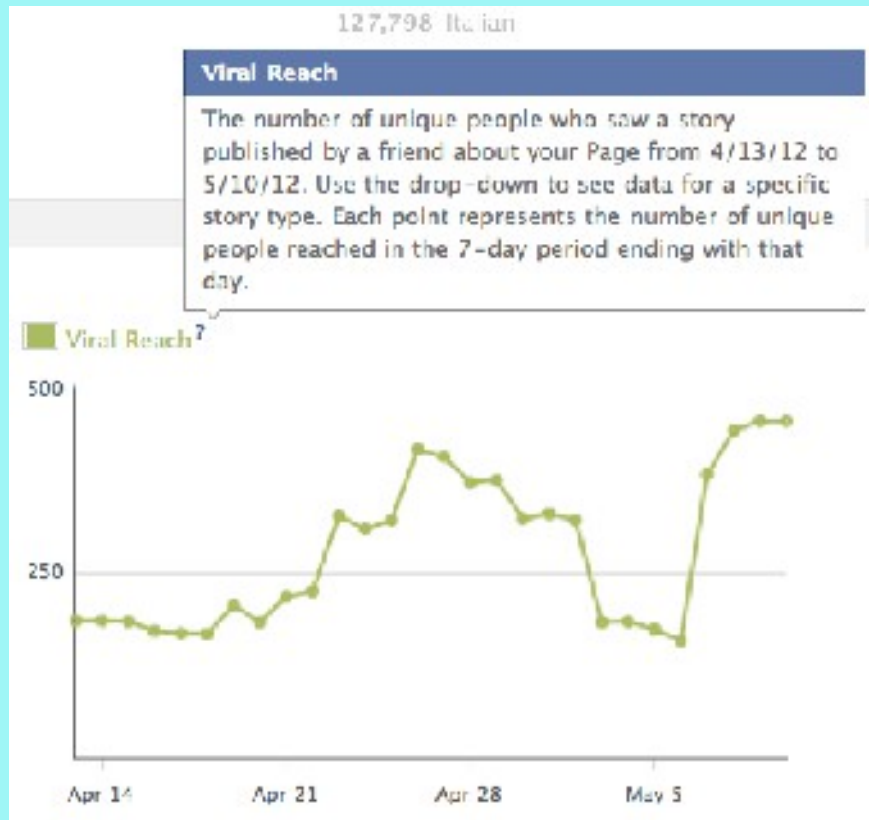 127,798 Italian
Viral Reach
The number of unique people who saw a story
published by a friend about your Page from 4/13/12 to
5/10/12. Use the drop-down to see data for a specific
story type. Each point represents the number of unique
people reached in the 7-day period ending with that
day.
Viral Reach?
500
250
Apr 14 Apr 21 Apr 28 May 5